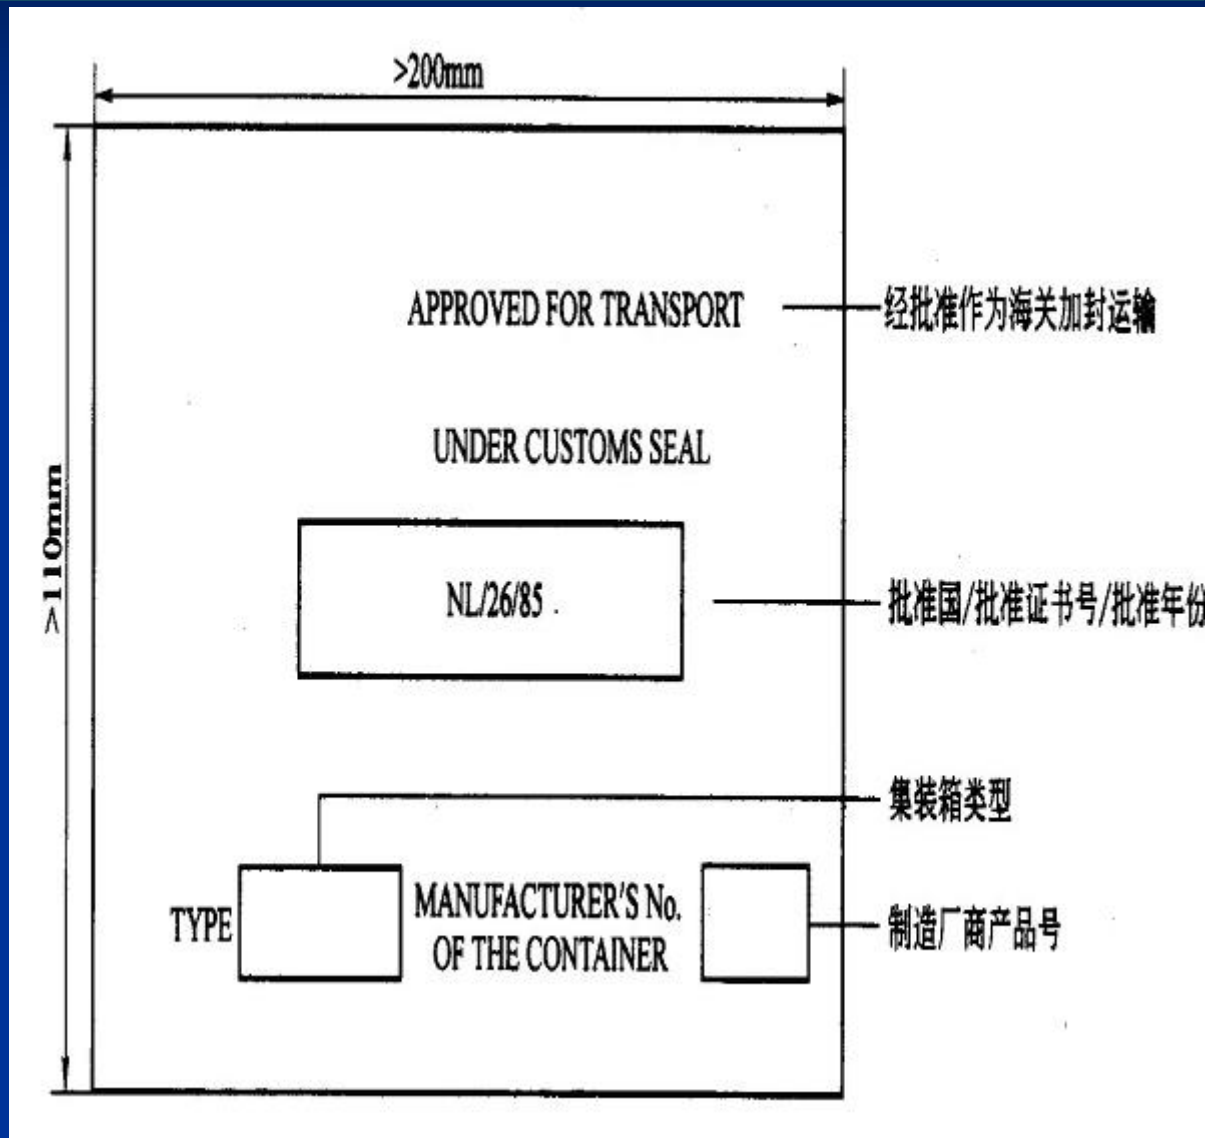 >200mm
APPROVED FOR TRANSPORT
经批准作为海关加封运输
UNDER CUSTOMS SEAL
>110mm
NL/26/85
批准国/批准证书号/批准年份
集装箱类型
TYPE
MANUFACTURER'S No.
OF THE CONTAINER
制造厂商产品号